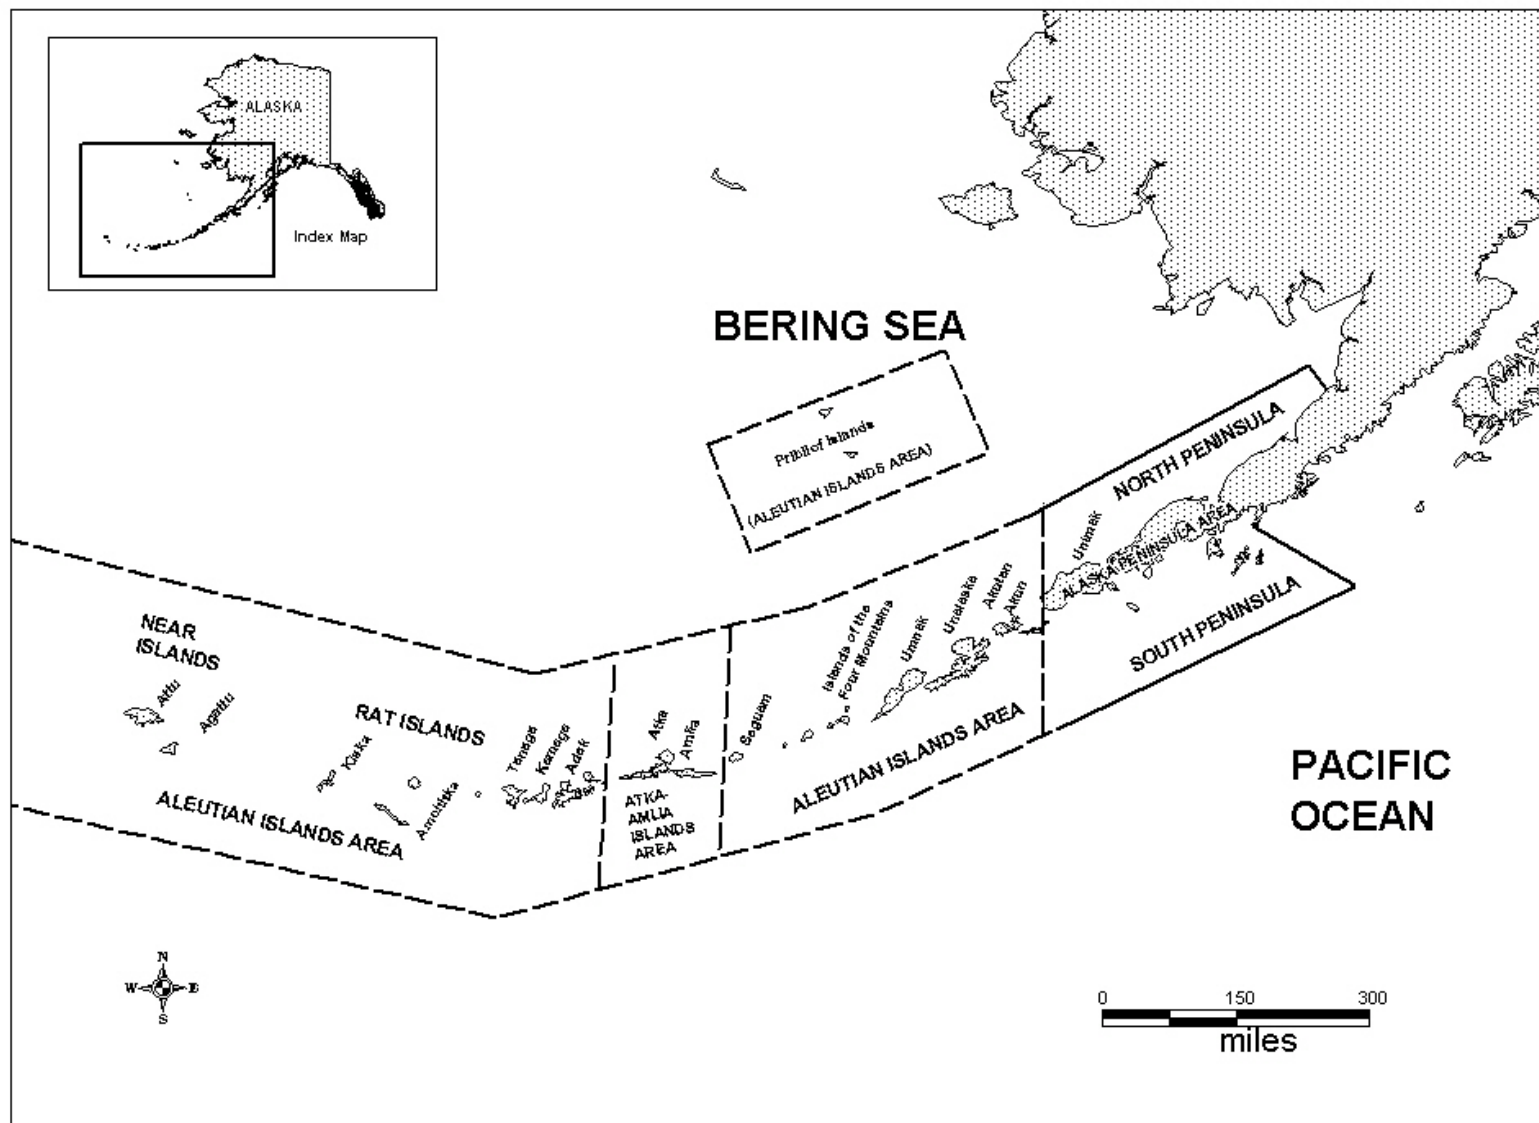 ALASKA
Index Map
BERING SEA
Pribilof Islands
(ALEUTIAN ISLANDS AREA)
NORTH PENINSULA
Unimak
ALASKA PENINSULA AREA
SOUTH PENINSULA
NEAR
ISLANDS
Attu
Agattu
RAT ISLANDS
Kiska
Amchitka
ALEUTIAN ISLANDS AREA
Tanaga
Kanaga
Adak
Atka
Amlia
ATKA-
AMLIA
ISLANDS
AREA
Seguam
Islands of the
Four Mountains
Umnak
Unalaska
Akutan
Akun
ALEUTIAN ISLANDS AREA
PACIFIC
OCEAN
N
W E
S
0 150 300
miles